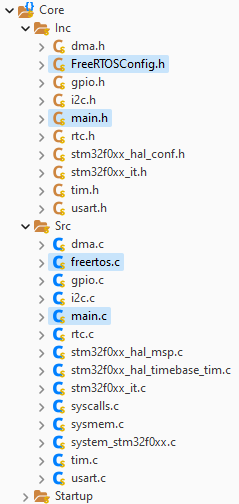 Core
Inc
dma.h
FreeRTOSConfig.h
gpio.h
i2c.h
main.h
rtc.h
stm32f0xx_hal_conf.h
stm32f0xx_it.h
tim.h
usart.h
Src
dma.c
freertos.c
gpio.c
i2c.c
main.c
rtc.c
stm32f0xx_hal_msp.c
stm32f0xx_hal_timebase_tim.c
stm32f0xx_it.c
syscalls.c
sysmem.c
system_stm32f0xx.c
tim.c
usart.c
Startup